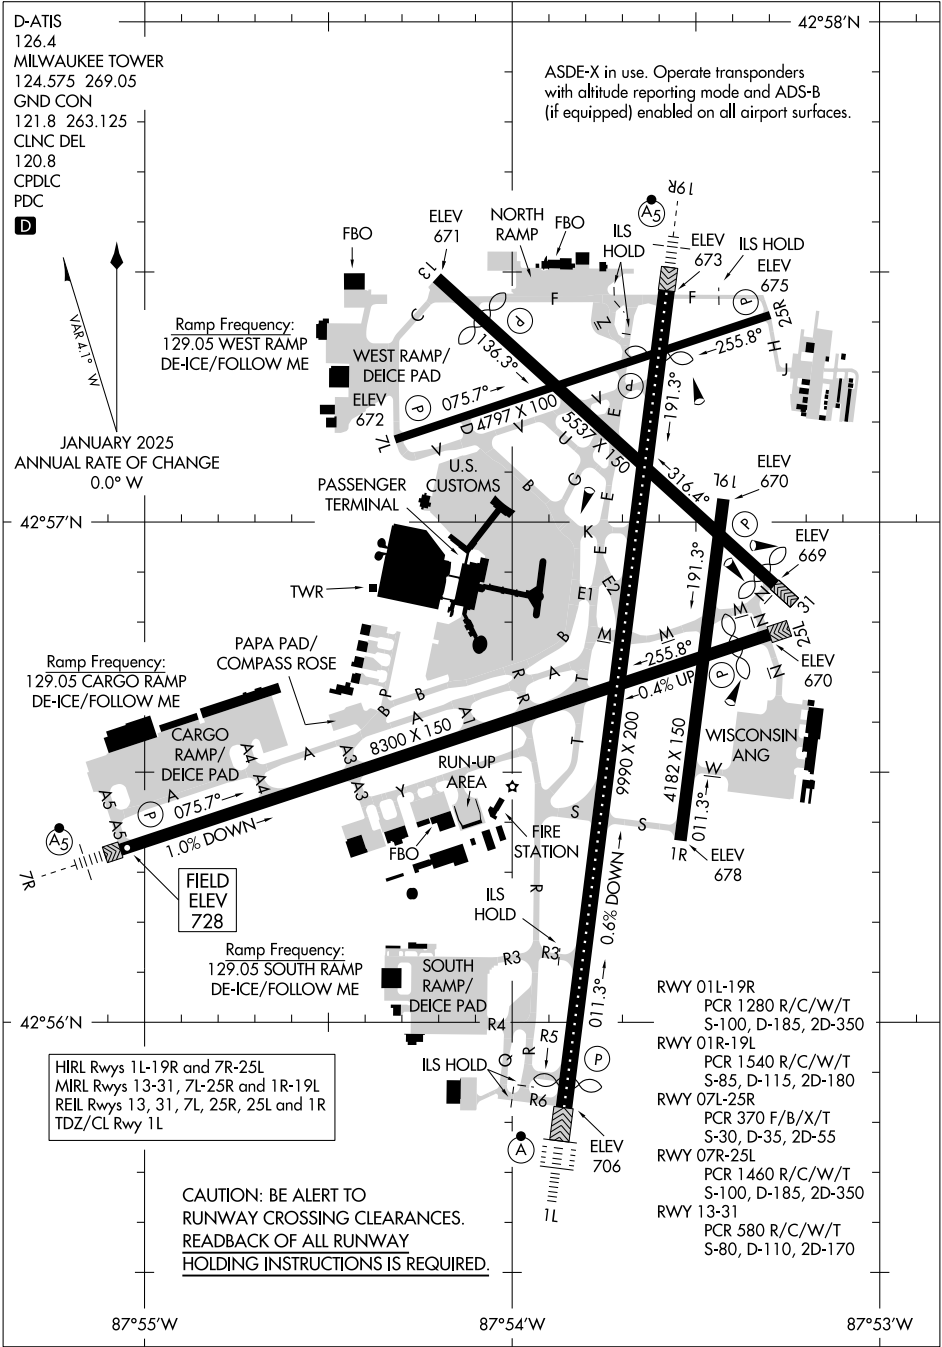 D-ATIS
126.4
MILWAUKEE TOWER
124.575 269.05
GND CON
121.8 263.125
CLNC DEL
120.8
CPDLC
PDC
D
42°58'N
ASDE-X in use. Operate transponders
with altitude reporting mode and ADS-B
(if equipped) enabled on all airport surfaces.
VAR 4.1° W
JANUARY 2025
ANNUAL RATE OF CHANGE
0.0° W
19R
A5
FBO
ELEV
671
NORTH
RAMP
FBO
ILS
HOLD
ELEV
673
ILS HOLD
ELEV
675
13
C
F
Z
F
P
P
25R
H
J
Ramp Frequency:
129.05 WEST RAMP
DE-ICE/FOLLOW ME
WEST RAMP/
DEICE PAD
136.3°
255.8°
P
191.3°
ELEV
672
P
075.7°
4797 X 100
5537 X 150
7L
V
D
V
V
E
U
G
E
B
U.S.
CUSTOMS
PASSENGER
TERMINAL
316.4°
19L
ELEV
670
42°57'N
K
E
P
ELEV
669
TWR
E1
E2
191.3°
N
31
M
M
M
N
25L
B
255.8°
0.4% UP
N
ELEV
670
P
PAPA PAD/
COMPASS ROSE
Ramp Frequency:
129.05 CARGO RAMP
DE-ICE/FOLLOW ME
P
B
B
A
A
A1
R
R
A
T
T
8300 X 150
CARGO
RAMP/
DEICE PAD
A4
A4
A
A3
A3
RUN-UP
AREA
9990 X 200
4182 X 150
WISCONSIN
ANG
W
A5
A5
A
P
075.7°
1.0% DOWN
Y
S
S
011.3°
FIRE
STATION
FBO
A5
7R
1R
ELEV
678
FIELD
ELEV
728
R
ILS
HOLD
0.6% DOWN
Ramp Frequency:
129.05 SOUTH RAMP
DE-ICE/FOLLOW ME
SOUTH
RAMP/
DEICE PAD
R3
R3
011.3°
42°56'N
R4
R5
R
Q
P
ILS HOLD
R6
A
ELEV
706
1L
RWY 01L-19R
PCR 1280 R/C/W/T
S-100, D-185, 2D-350
RWY 01R-19L
PCR 1540 R/C/W/T
S-85, D-115, 2D-180
RWY 07L-25R
PCR 370 F/B/X/T
S-30, D-35, 2D-55
RWY 07R-25L
PCR 1460 R/C/W/T
S-100, D-185, 2D-350
RWY 13-31
PCR 580 R/C/W/T
S-80, D-110, 2D-170
HIRL Rwys 1L-19R and 7R-25L
MIRL Rwys 13-31, 7L-25R and 1R-19L
REIL Rwys 13, 31, 7L, 25R, 25L and 1R
TDZ/CL Rwy 1L
CAUTION: BE ALERT TO
RUNWAY CROSSING CLEARANCES.
READBACK OF ALL RUNWAY
HOLDING INSTRUCTIONS IS REQUIRED.
87°55'W
87°54'W
87°53'W